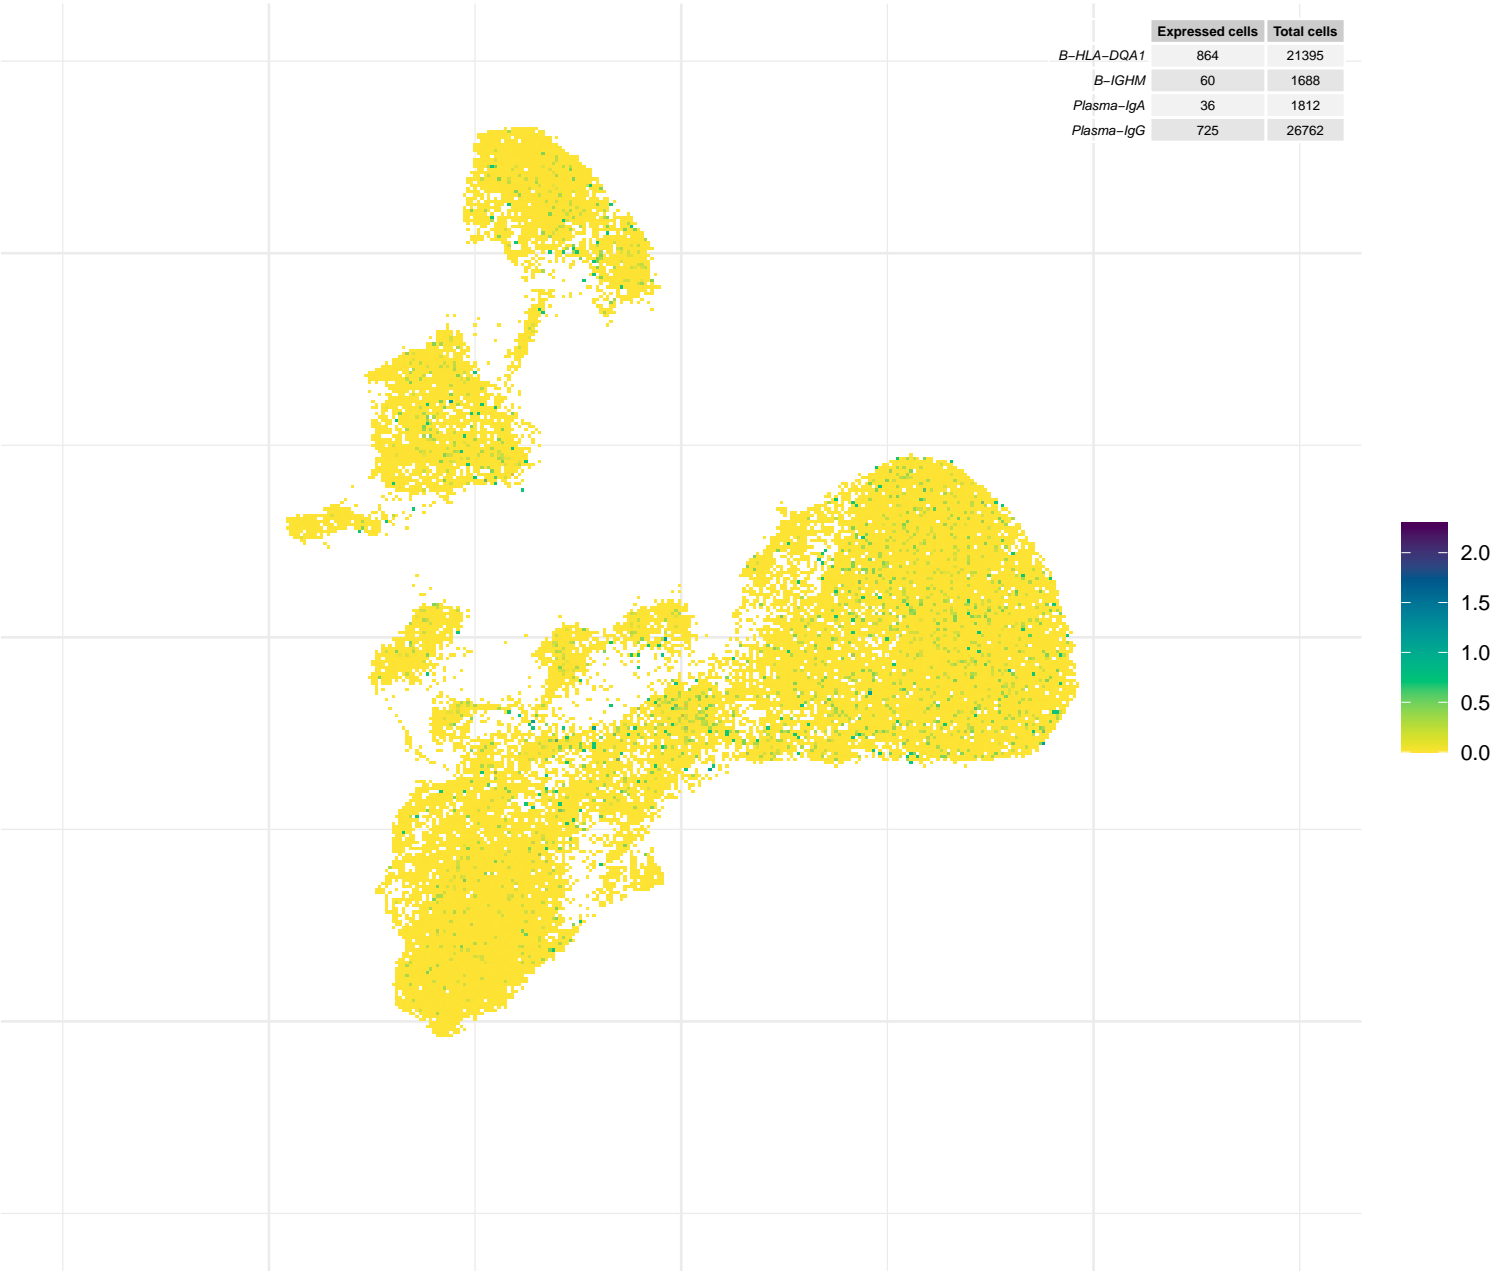 Expressed cells Total cells
B−HLA−DQA1 864 21395
B−IGHM 60 1688
Plasma−IgA 36 1812
Plasma−IgG 725 26762
2.0
1.5
1.0
0.5
0.0